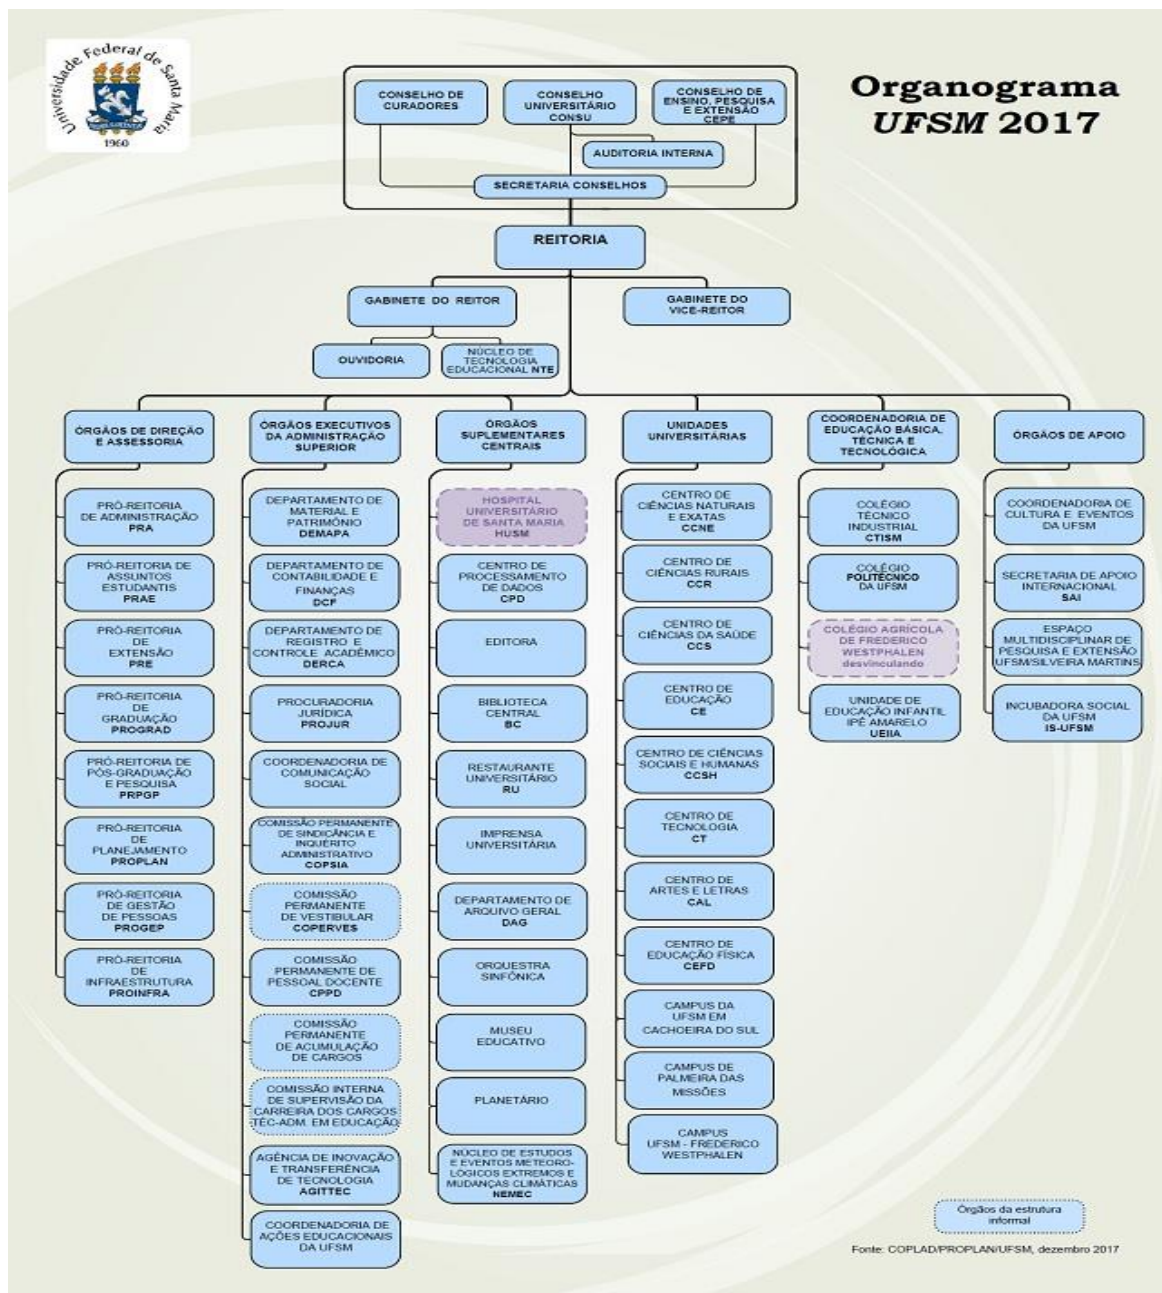 Universidade Federal de Santa Maria
1960
Organograma
UFSM 2017
CONSELHO DE
CURADORES
CONSELHO
UNIVERSITÁRIO
CONSU
CONSELHO DE
ENSINO, PESQUISA
E EXTENSÃO
CEPE
AUDITORIA INTERNA
SECRETARIA CONSELHOS
REITORIA
GABINETE DO REITOR
GABINETE DO
VICE-REITOR
OUVIDORIA
NÚCLEO DE
TECNOLOGIA
EDUCACIONAL NTE
ÓRGÃOS DE DIREÇÃO
E ASSESSORIA
PRÓ-REITORIA
DE ADMINISTRAÇÃO
PRA
PRÓ-REITORIA DE
ASSUNTOS
ESTUDANTIS
PRAE
PRÓ-REITORIA
DE
EXTENSÃO
PRE
PRÓ-REITORIA
DE
GRADUAÇÃO
PROGRAD
PRÓ-REITORIA DE
PÓS-GRADUAÇÃO
E PESQUISA
PRPGP
PRÓ-REITORIA
DE
PLANEJAMENTO
PROPLAN
PRÓ-REITORIA
DE GESTÃO
DE PESSOAS
PROGEP
PRÓ-REITORIA
DE
INFRAESTRUTURA
PROINFRA
ÓRGÃOS EXECUTIVOS
DA ADMINISTRAÇÃO
SUPERIOR
DEPARTAMENTO DE
MATERIAL E
PATRIMÔNIO
DEMAPA
DEPARTAMENTO DE
CONTABILIDADE E
FINANÇAS
DCF
DEPARTAMENTO DE
REGISTRO E
CONTROLE ACADÊMICO
DERCA
PROCURADORIA
JURÍDICA
PROJUR
COORDENADORIA DE
COMUNICAÇÃO
SOCIAL
COMISSÃO PERMANENTE
DE SINDICÂNCIA E
INQUÉRITO
ADMINISTRATIVO
COPSIA
COMISSÃO
PERMANENTE
DE VESTIBULAR
COPERVES
COMISSÃO
PERMANENTE DE
PESSOAL DOCENTE
CPPD
COMISSÃO
PERMANENTE
DE ACUMULAÇÃO
DE CARGOS
COMISSÃO INTERNA
DE SUPERVISÃO DA
CARREIRA DOS CARGOS
TÉC-ADM. EM EDUCAÇÃO
AGÊNCIA DE INOVAÇÃO
E TRANSFERÊNCIA
DE TECNOLOGIA
AGITTEC
COORDENADORIA DE
AÇÕES EDUCACIONAIS
DA UFSM
ÓRGÃOS
SUPLEMENTARES
CENTRAIS
HOSPITAL
UNIVERSITÁRIO
DE SANTA MARIA
HUSM
CENTRO DE
PROCESSAMENTO
DE DADOS
CPD
EDITORA
BIBLIOTECA
CENTRAL
BC
RESTAURANTE
UNIVERSITÁRIO
RU
IMPRENSA
UNIVERSITÁRIA
DEPARTAMENTO DE
ARQUIVO GERAL
DAG
ORQUESTRA
SINFÔNICA
MUSEU
EDUCATIVO
PLANETÁRIO
NÚCLEO DE ESTUDOS
E EVENTOS METEORO-
LÓGICOS EXTREMOS E
MUDANÇAS CLIMÁTICAS
NEMEC
UNIDADES
UNIVERSITÁRIAS
CENTRO DE
CIÊNCIAS NATURAIS
E EXATAS
CCNE
CENTRO DE
CIÊNCIAS RURAIS
CCR
CENTRO DE
CIÊNCIAS DA SAÚDE
CCS
CENTRO DE
EDUCAÇÃO
CE
CENTRO DE CIÊNCIAS
SOCIAIS E HUMANAS
CCSH
CENTRO DE
TECNOLOGIA
CT
CENTRO DE
ARTES E LETRAS
CAL
CENTRO DE
EDUCAÇÃO FÍSICA
CEFD
CAMPUS DA
UFSM EM
CACHOEIRA DO SUL
CAMPUS DE
PALMEIRA DAS
MISSÕES
CAMPUS
UFSM - FREDERICO
WESTPHALEN
COORDENADORIA DE
EDUCAÇÃO BÁSICA,
TÉCNICA E
TECNOLÓGICA
COLÉGIO
TÉCNICO
INDUSTRIAL
CTISM
COLÉGIO
POLITÉCNICO
DA UFSM
COLÉGIO AGRÍCOLA
DE FREDERICO
WESTPHALEN
desvinculando
UNIDADE DE
EDUCAÇÃO INFANTIL
IPÊ AMARELO
UEIIA
ÓRGÃOS DE APOIO
COORDENADORIA DE
CULTURA E EVENTOS
DA UFSM
SECRETARIA DE APOIO
INTERNACIONAL
SAI
ESPAÇO
MULTIDISCIPLINAR DE
PESQUISA E EXTENSÃO
UFSM/SILVEIRA MARTINS
INCUBADORA SOCIAL
DA UFSM
IS-UFSM
Órgãos da estrutura
informal
Fonte: COPLAD/PROPLAN/UFSM, dezembro 2017